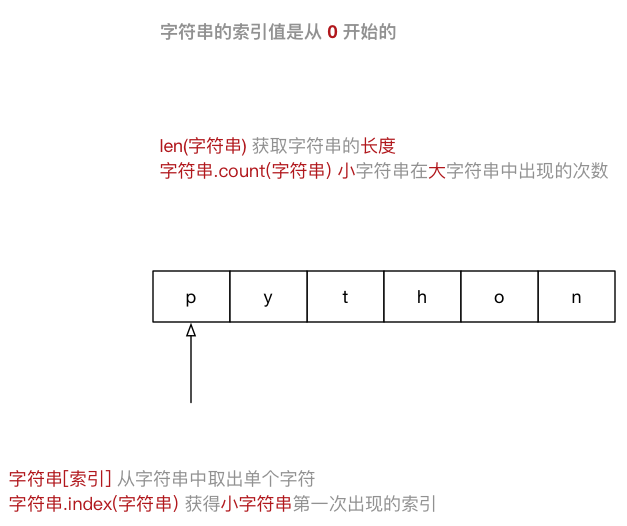 字符串的索引值是从 0 开始的
len(字符串) 获取字符串的长度
字符串.count(字符串) 小字符串在大字符串中出现的次数
p y t h o n
字符串[索引] 从字符串中取出单个字符
字符串.index(字符串) 获得小字符串第一次出现的索引